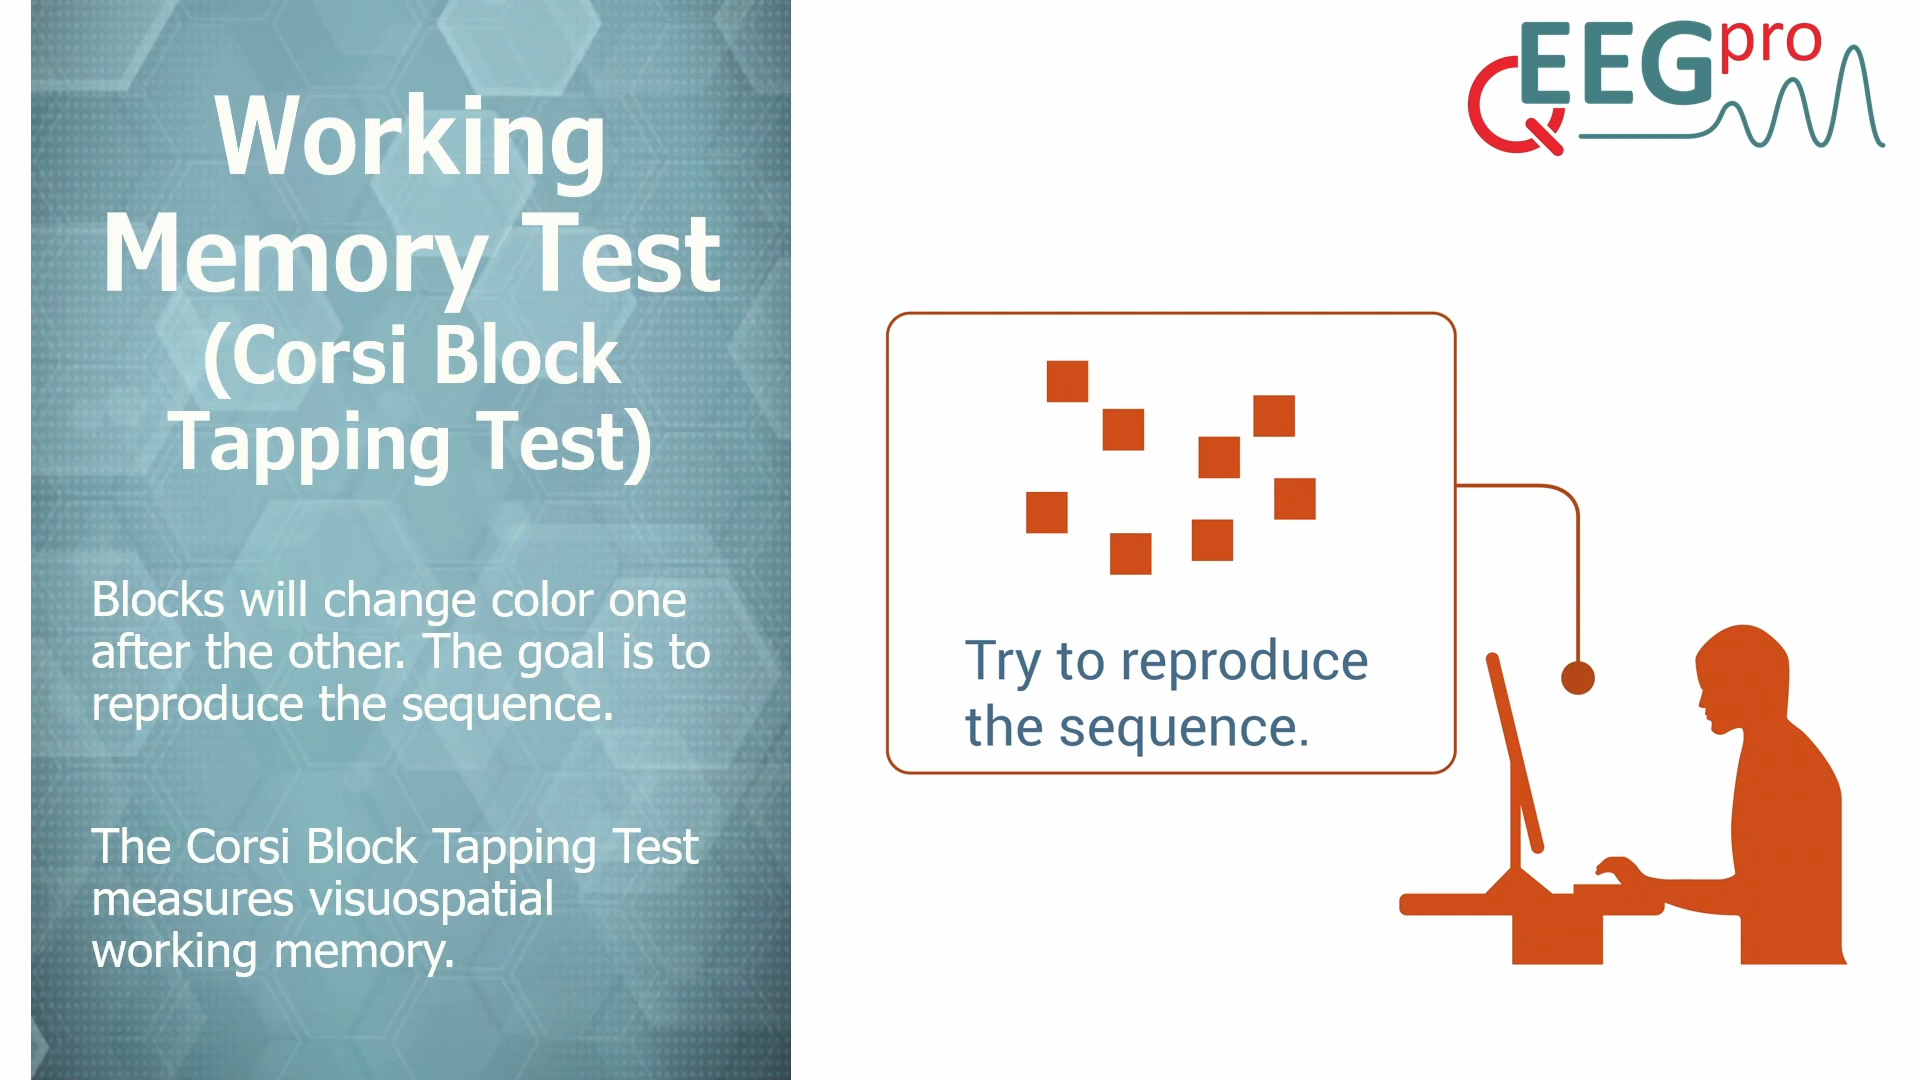 Working
Memory Test
(Corsi Block
Tapping Test)
Blocks will change color one
after the other. The goal is to
reproduce the sequence.
The Corsi Block Tapping Test
measures visuospatial
working memory.
QEEGpro
Try to reproduce
the sequence.